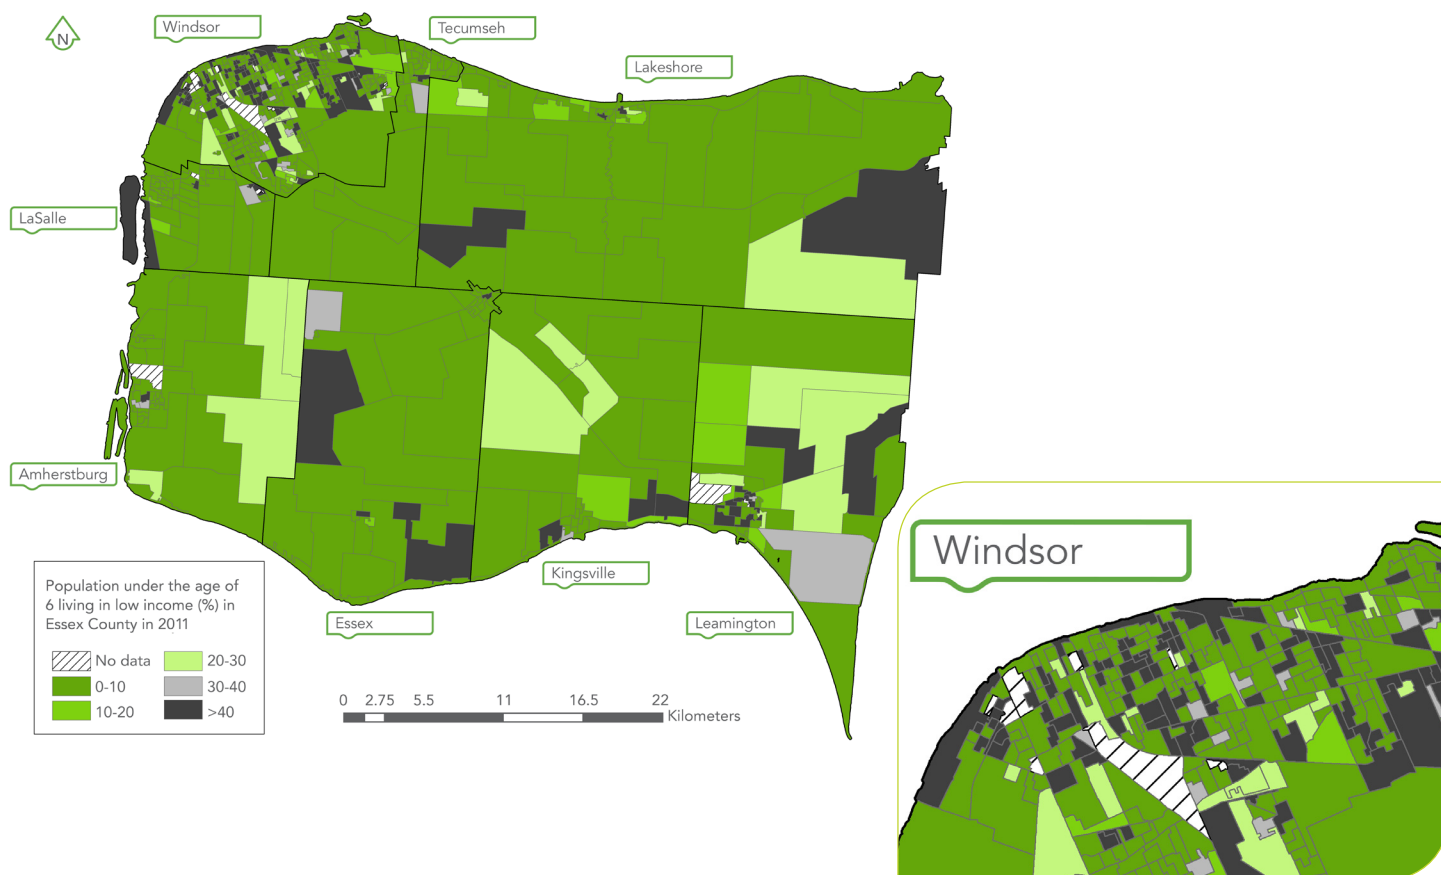 N
Windsor
Tecumseh
Lakeshore
LaSalle
Amherstburg
Kingsville
Essex
Leamington
Population under the age of
6 living in low income (%) in
Essex County in 2011
No data
20-30
0-10
30-40
10-20
>40
0 2.75 5.5 11 16.5 22
Kilometers
Windsor
N